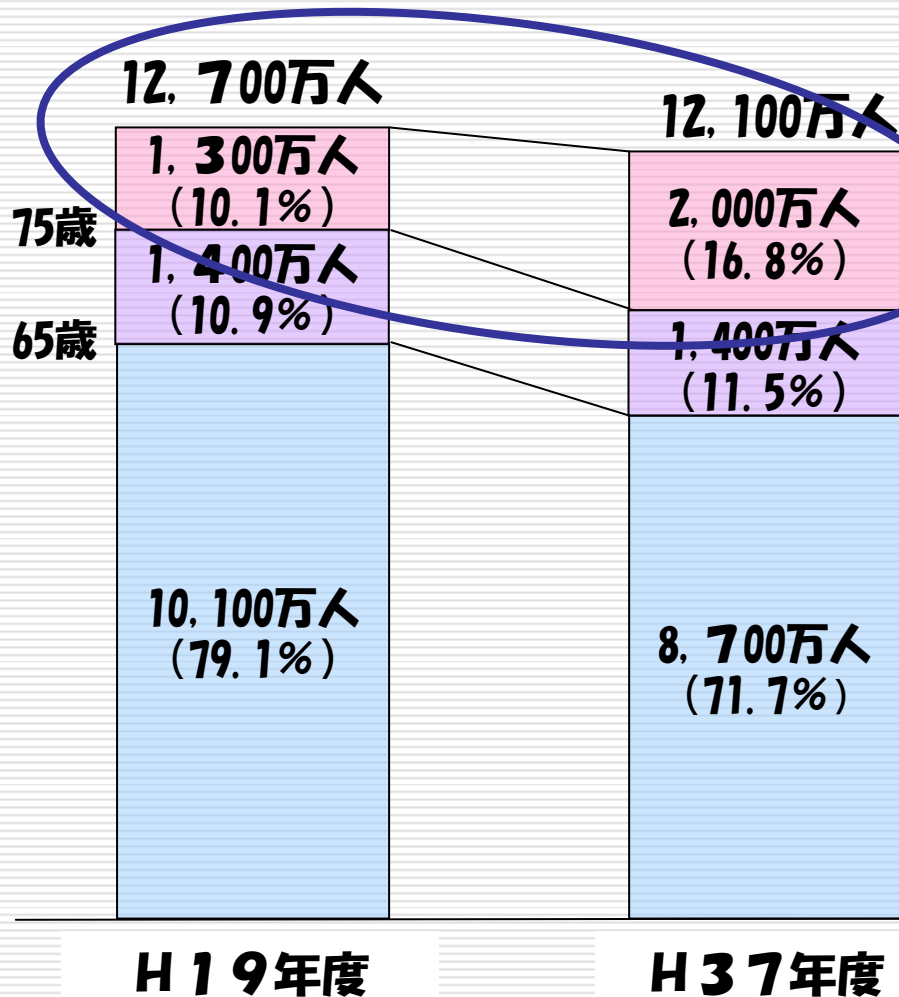 12，700万人
12，100万人
1，300万人
（10．1％）
2，000万人
（16．8％）
75歳
1，400万人
（10．9％）
65歳
1，400万人
（11．5％）
10，100万人
（79．1％）
8，700万人
（71．7％）
Ｈ１９年度
Ｈ３７年度